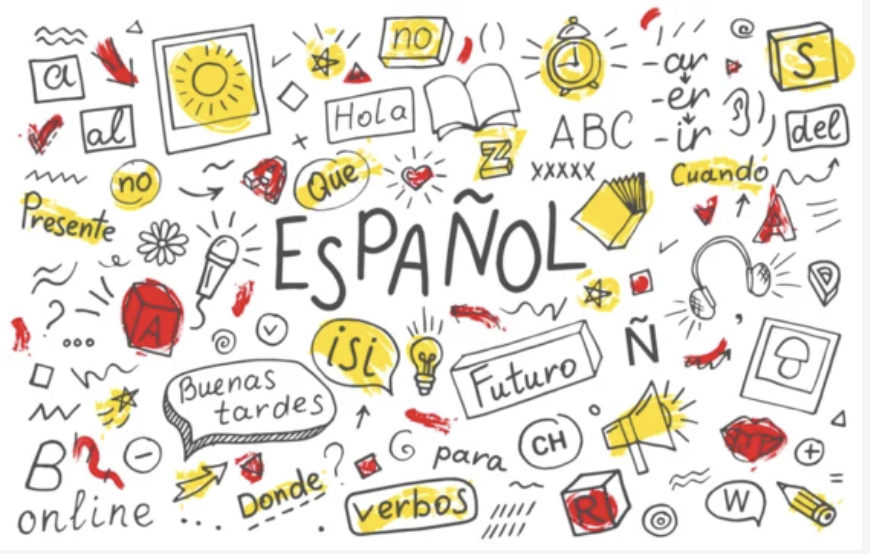 a
no
-ar
-er
-ir
S
al
Hola
ABC
del
no
a
Que
Z
xxxxx
Cuando
Presente
ESPAÑOL
A
A
?
...
¡Si
Futuro
Ñ
,
Buenas
tardes
B
?
para
CH
online
...
Donde
verbos
R
W